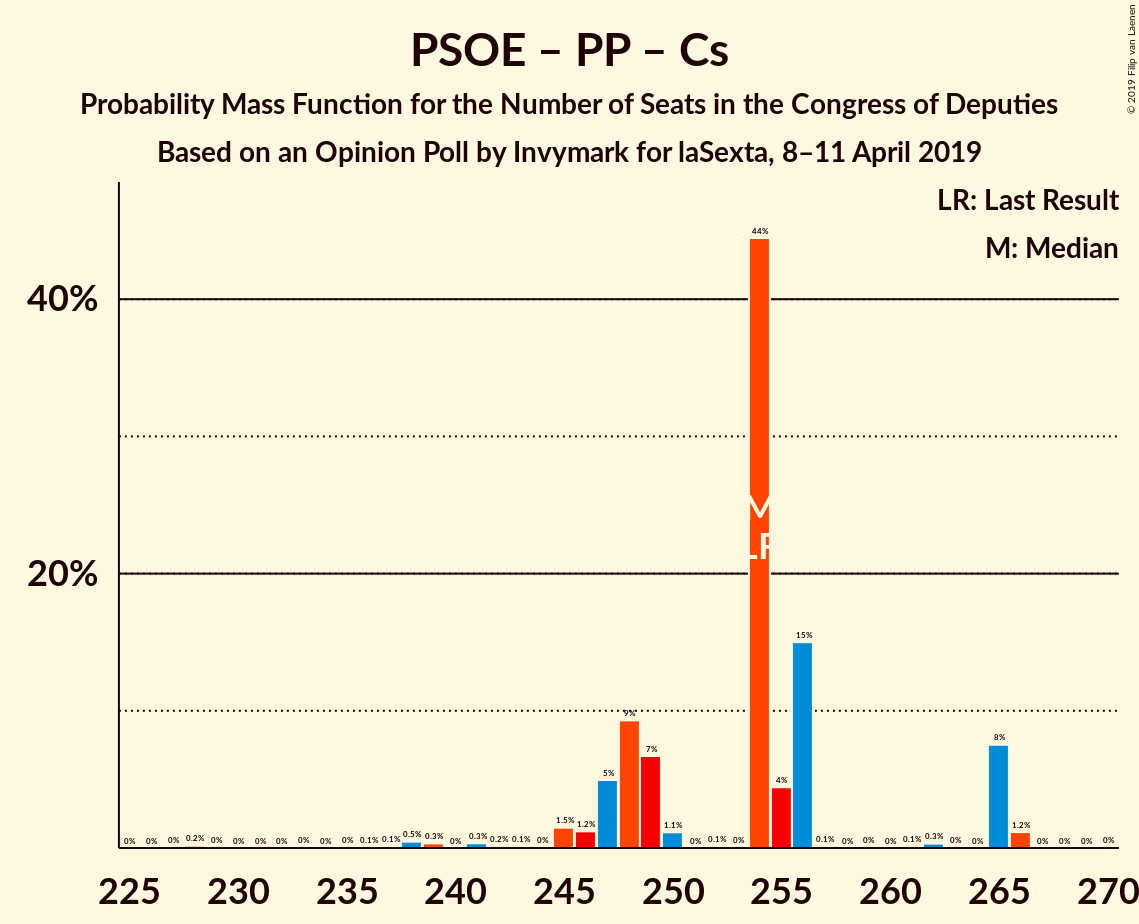 PSOE – PP – Cs
Probability Mass Function for the Number of Seats in the Congress of Deputies
Based on an Opinion Poll by Invymark for laSexta, 8–11 April 2019
© 2019 Filip van Laenen
LR: Last Result
M: Median
40%
20%
M
LR
0% 0% 0% 0.2% 0% 0% 0% 0% 0% 0% 0% 0.1% 0.1% 0.5% 0.3% 0% 0.3% 0.2% 0.1% 0% 1.5% 1.2% 5% 9% 7% 1.1% 0% 0.1% 0% 44% 4% 15% 0.1% 0% 0% 0% 0.1% 0.3% 0% 0% 8% 1.2% 0% 0% 0% 0%
225 230 235 240 245 250 255 260 265 270